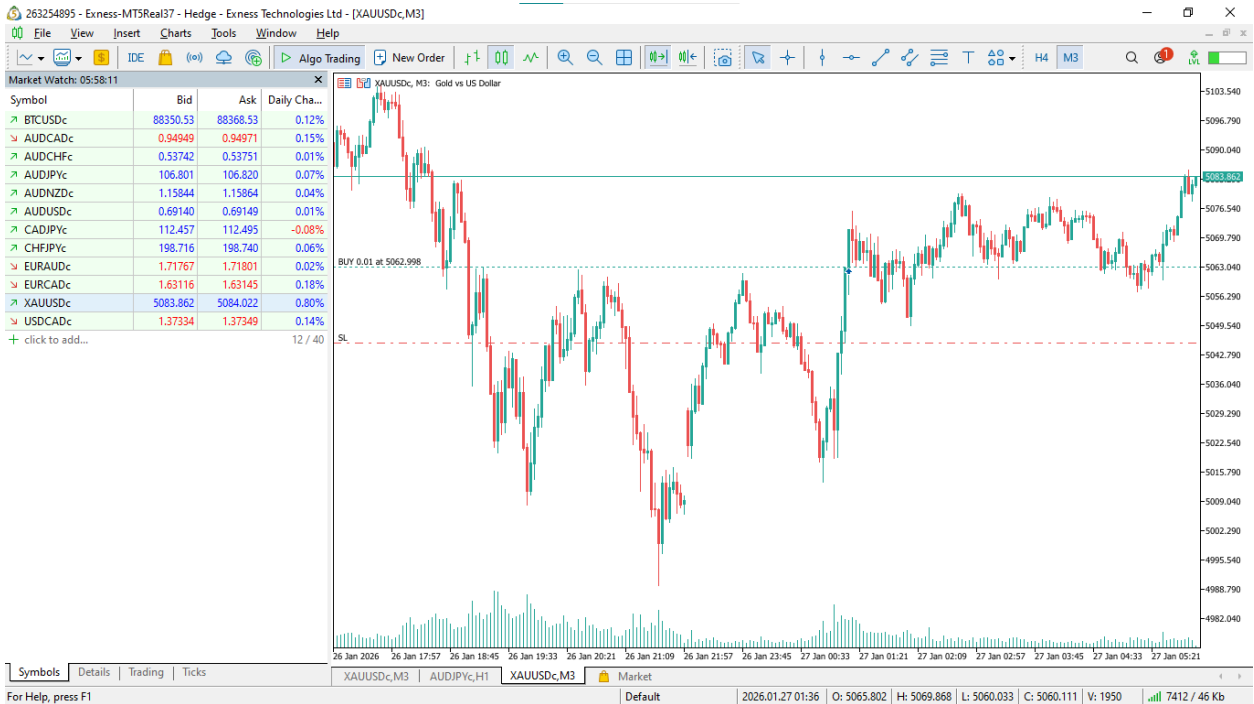 263254895 - Exness-MT5Real37 - Hedge - Exness Technologies Ltd - [XAUUSDc,M3]
File View Insert Charts Tools Window Help
IDE Algo Trading New Order T H4 M3 1 LVL
Market Watch: 05:58:11
Symbol Bid Ask Daily Cha...
BTCUSDc 88350.53 88368.53 0.12%
AUDCADc 0.94949 0.94971 0.15%
AUDCHFc 0.53742 0.53751 0.01%
AUDJPYc 106.801 106.820 0.07%
AUDNZDc 1.15844 1.15864 0.04%
AUDUSDc 0.69140 0.69149 0.01%
CADJPYc 112.457 112.495 -0.08%
CHFJPYc 198.716 198.740 0.06%
EURAUDc 1.71767 1.71801 0.02%
EURCADc 1.63116 1.63145 0.18%
XAUUSDc 5083.862 5084.022 0.80%
USDCADc 1.37334 1.37349 0.14%
click to add... 12 / 40
Symbols Details Trading Ticks
XAUUSDc, M3: Gold vs US Dollar
BUY 0.01 at 5062.998
SL
5103.540
5096.790
5090.040
5083.862
5076.540
5069.790
5063.040
5056.290
5049.540
5042.790
5036.040
5029.290
5022.540
5015.790
5009.040
5002.290
4995.540
4988.790
4982.040
26 Jan 2026 26 Jan 17:57 26 Jan 18:45 26 Jan 19:33 26 Jan 20:21 26 Jan 21:09 26 Jan 21:57 26 Jan 23:45 27 Jan 00:33 27 Jan 01:21 27 Jan 02:09 27 Jan 02:57 27 Jan 03:45 27 Jan 04:33 27 Jan 05:21
XAUUSDc,M3 AUDJPYc,H1 XAUUSDc,M3 Market
For Help, press F1 Default 2026.01.27 01:36 O: 5065.802 H: 5069.868 L: 5060.033 C: 5060.111 V: 1950 7412 / 46 Kb